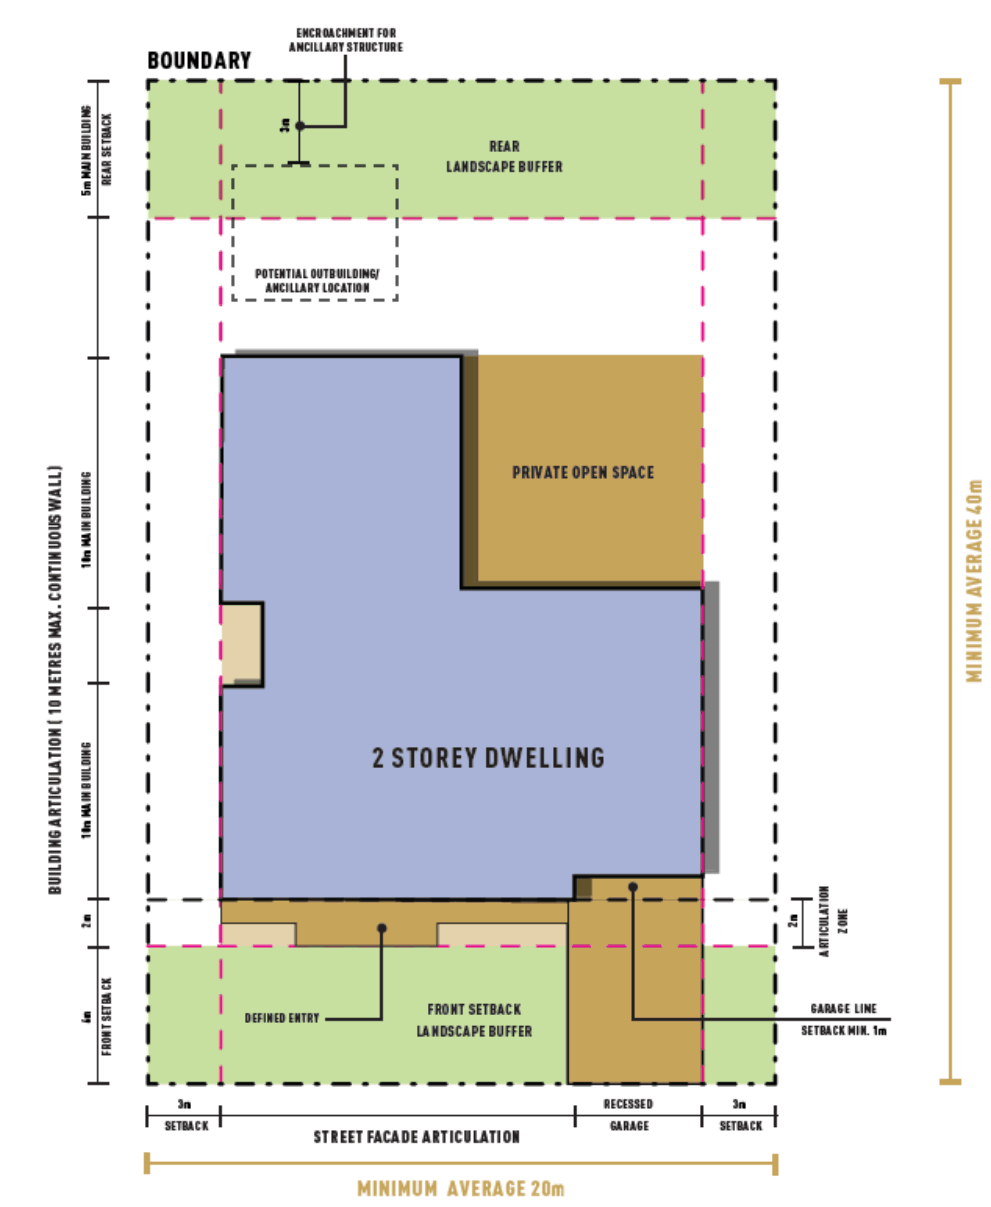 ENCROACHMENT FOR
ANCILLARY STRUCTURE
BOUNDARY
3m
REAR
LANDSCAPE BUFFER
5m MAIN BUILDING
REAR SETBACK
POTENTIAL OUTBUILDING/
ANCILLARY LOCATION
PRIVATE OPEN SPACE
10m MAIN BUILDING
BUILDING ARTICULATION ( 10 METRES MAX. CONTINUOUS WALL)
MINIMUM AVERAGE 40m
2 STOREY DWELLING
10m MAIN BUILDING
2m
2m
ARTICULATION
ZONE
DEFINED ENTRY
FRONT SETBACK
LANDSCAPE BUFFER
GARAGE LINE
SETBACK MIN. 1m
FRONT SETBACK
3m
SETBACK
STREET FACADE ARTICULATION
RECESSED
GARAGE
3m
SETBACK
MINIMUM AVERAGE 20m